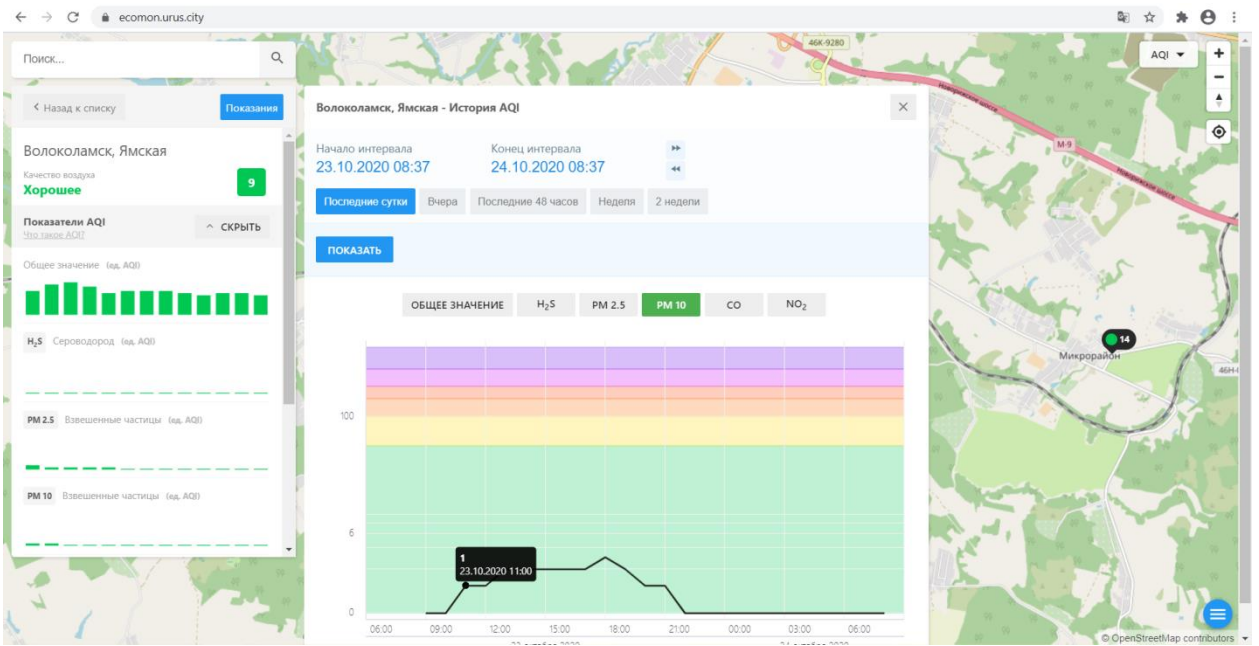 ecomon.urus.city
Поиск...
Назад к списку
Показания
Волоколамск, Ямская
Качество воздуха
Хорошее
9
Показатели AQI
Что такое AQI?
СКРЫТЬ
Общее значение (ед. AQI)
H₂S Сероводород (ед. AQI)
PM 2.5 Взвешенные частицы (ед. AQI)
PM 10 Взвешенные частицы (ед. AQI)
Волоколамск, Ямская - История AQI
Начало интервала
23.10.2020 08:37
Конец интервала
24.10.2020 08:37
Последние сутки
Вчера
Последние 48 часов
Неделя
2 недели
ПОКАЗАТЬ
ОБЩЕЕ ЗНАЧЕНИЕ
H₂S
PM 2.5
PM 10
CO
NO₂
100
6
0
1
23.10.2020 11:00
06:00 09:00 12:00 15:00 18:00 21:00 00:00 03:00 06:00
46К-9280
AQI
Новорижское шоссе
М-9
Новорижское шоссе
14
Микрорайон
© OpenStreetMap contributors